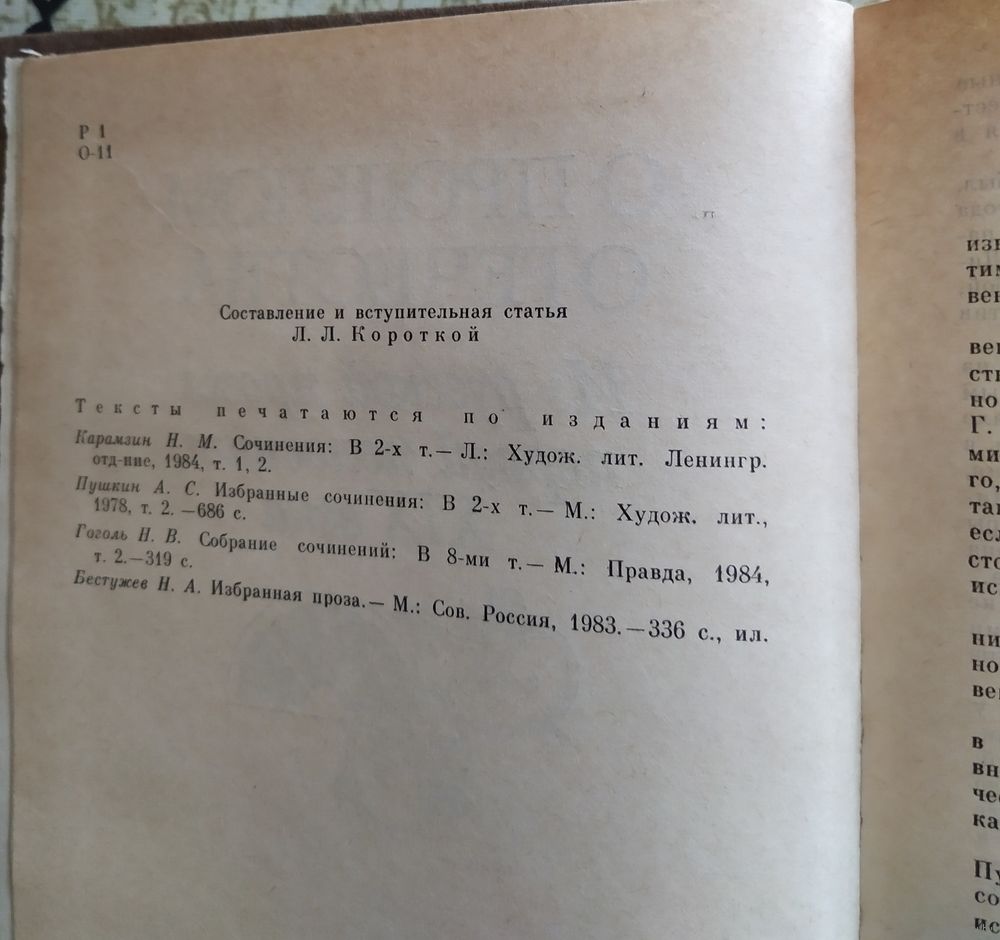 Р 1
О-11
Составление и вступительная статья
Л. Л. Короткой
Тексты печатаются по изданиям:
Карамзин Н. М. Сочинения: В 2-х т.— Л.: Худож. лит. Ленингр.
отд-ние, 1984, т. 1, 2.
Пушкин А. С. Избранные сочинения: В 2-х т.— М.: Худож. лит.,
1978, т. 2. —686 с.
Гоголь Н. В. Собрание сочинений: В 8-ми т.— М.: Правда, 1984,
т. 2.—319 с.
Бестужев Н. А. Избранная проза.— М.: Сов. Россия, 1983.—336 с., ил.